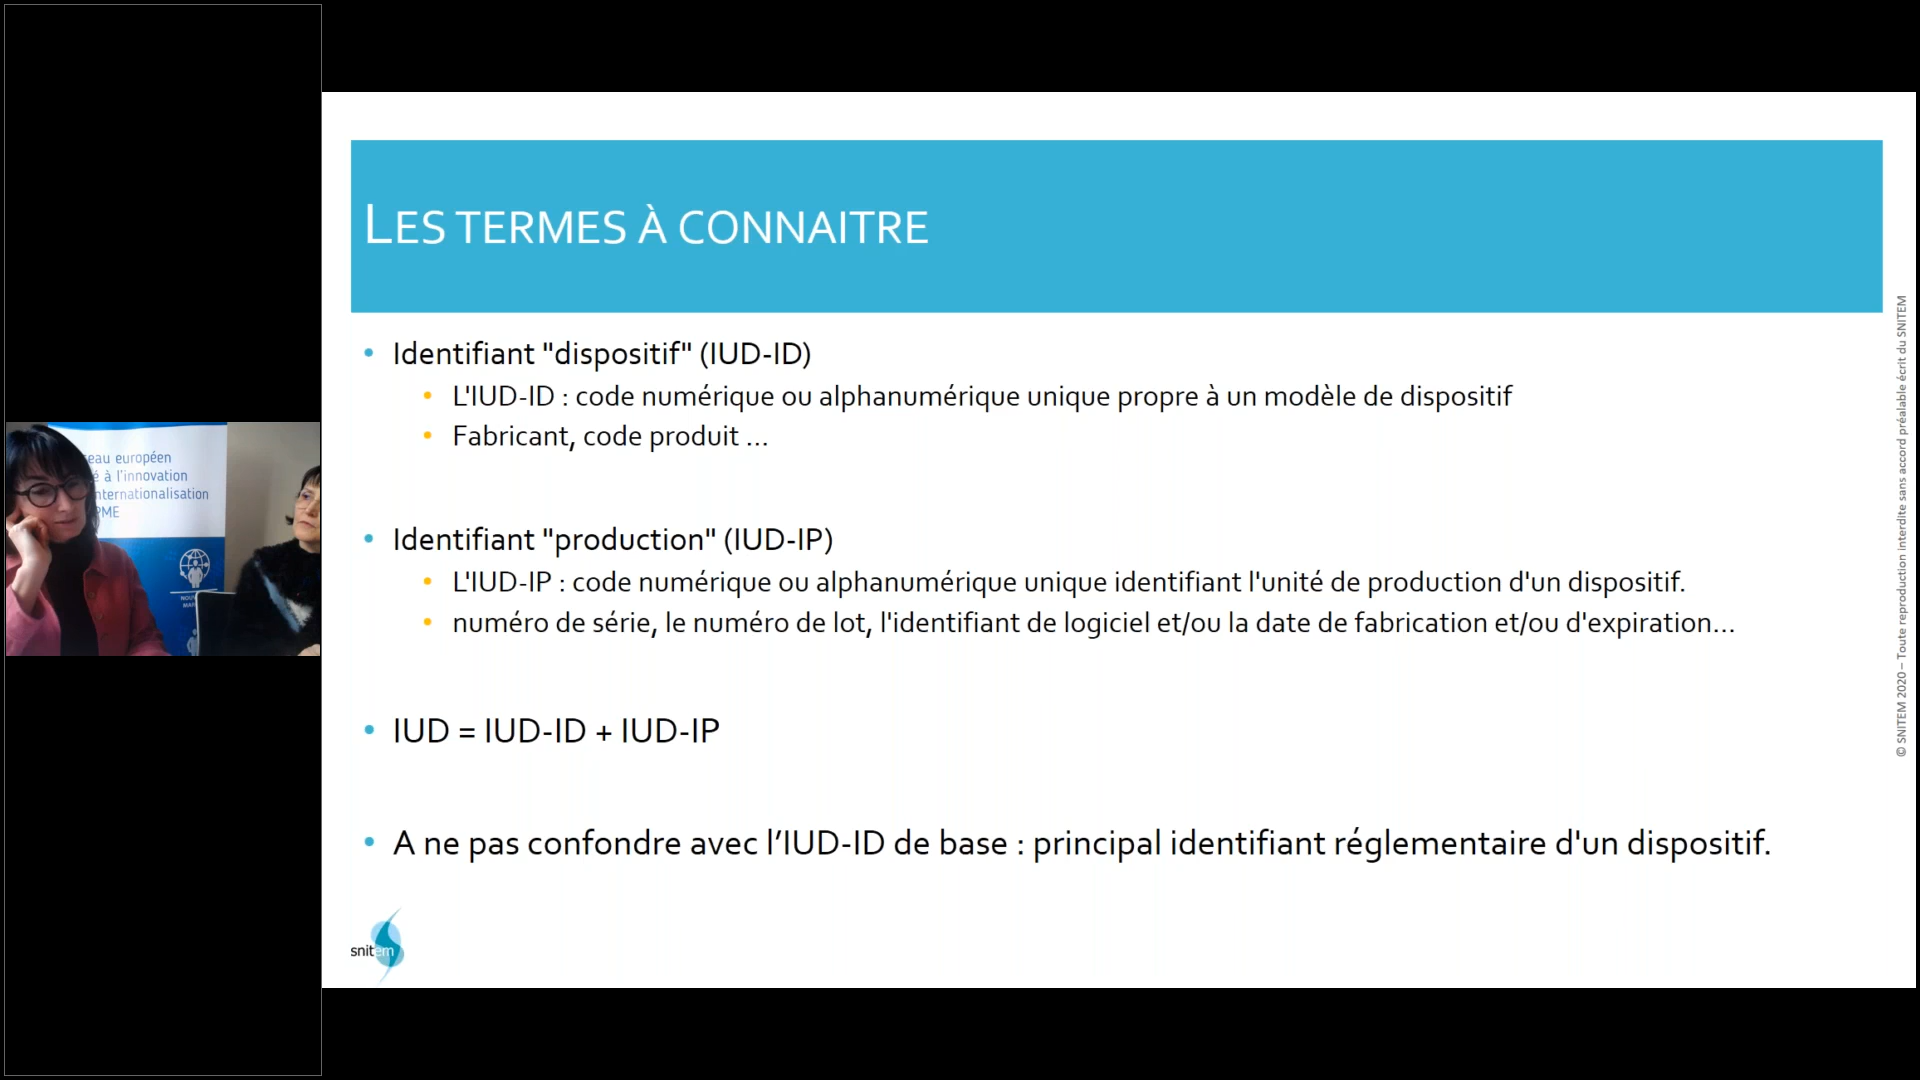 eau européen
é à l'innovation
nternationalisation
PME
LES TERMES À CONNAITRE
• Identifiant "dispositif" (IUD-ID)
• L'IUD-ID : code numérique ou alphanumérique unique propre à un modèle de dispositif
• Fabricant, code produit ...
• Identifiant "production" (IUD-IP)
• L'IUD-IP : code numérique ou alphanumérique unique identifiant l'unité de production d'un dispositif.
• numéro de série, le numéro de lot, l'identifiant de logiciel et/ou la date de fabrication et/ou d'expiration...
• IUD = IUD-ID + IUD-IP
• A ne pas confondre avec l’IUD-ID de base : principal identifiant réglementaire d'un dispositif.
snitem
© SNITEM 2020 – Toute reproduction interdite sans accord préalable écrit du SNITEM